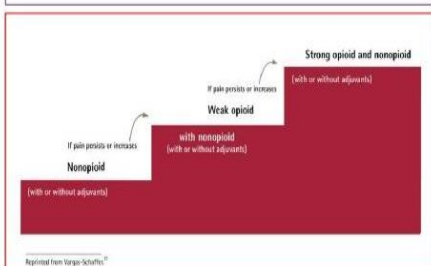 Strong opioid and nonopioid
(with or without adjuvants)
If pain persists or increases
Weak opioid
with nonopioid
(with or without adjuvants)
If pain persists or increases
Nonopioid
(with or without adjuvants)
Reprinted from Vargas-Schaffer.